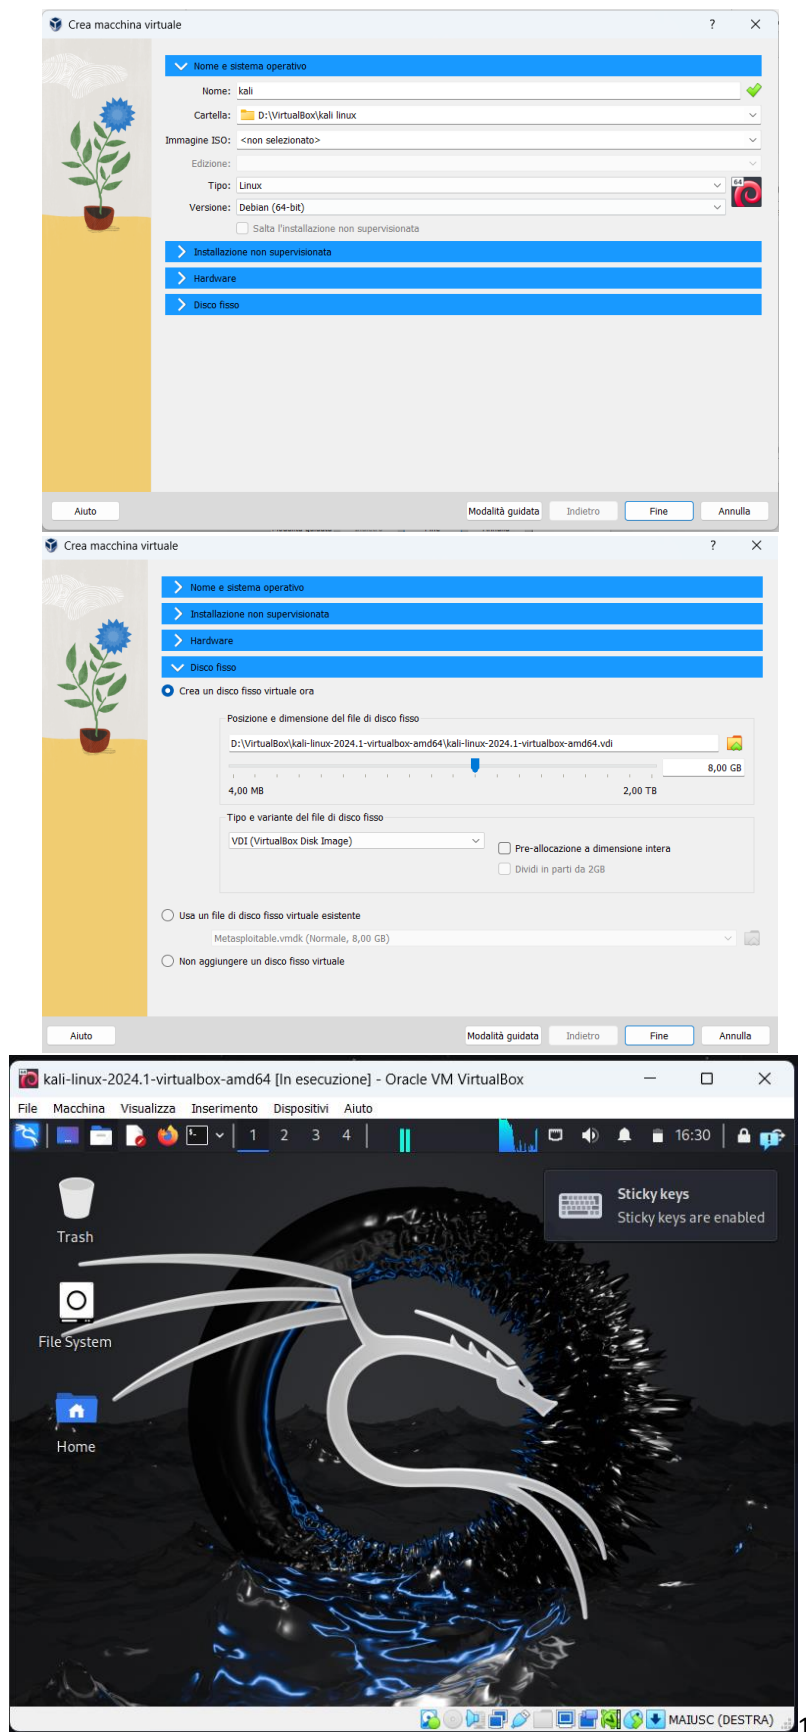 Crea macchina virtuale ? ×
Nome e sistema operativo
Nome: kali
Cartella: D:\VirtualBox\kali linux
Immagine ISO: <non selezionato>
Edizione:
Tipo: Linux
64
Versione: Debian (64-bit)
Salta l'installazione non supervisionata
Installazione non supervisionata
Hardware
Disco fisso
Aiuto Modalità guidata Indietro Fine Annulla
Crea macchina virtuale ? ×
Nome e sistema operativo
Installazione non supervisionata
Hardware
Disco fisso
Crea un disco fisso virtuale ora
Posizione e dimensione del file di disco fisso
D:\VirtualBox\kali-linux-2024.1-virtualbox-amd64\kali-linux-2024.1-virtualbox-amd64.vdi
8,00 GB
4,00 MB 2,00 TB
Tipo e variante del file di disco fisso
VDI (VirtualBox Disk Image)
Pre-allocazione a dimensione intera
Dividi in parti da 2GB
Usa un file di disco fisso virtuale esistente
Metasploitable.vmdk (Normale, 8,00 GB)
Non aggiungere un disco fisso virtuale
Aiuto Modalità guidata Indietro Fine Annulla
kali-linux-2024.1-virtualbox-amd64 [In esecuzione] - Oracle VM VirtualBox
File Macchina Visualizza Inserimento Dispositivi Aiuto
1 2 3 4 16:30
Sticky keys
Sticky keys are enabled
Trash
File System
Home
MAIUSC (DESTRA)
1